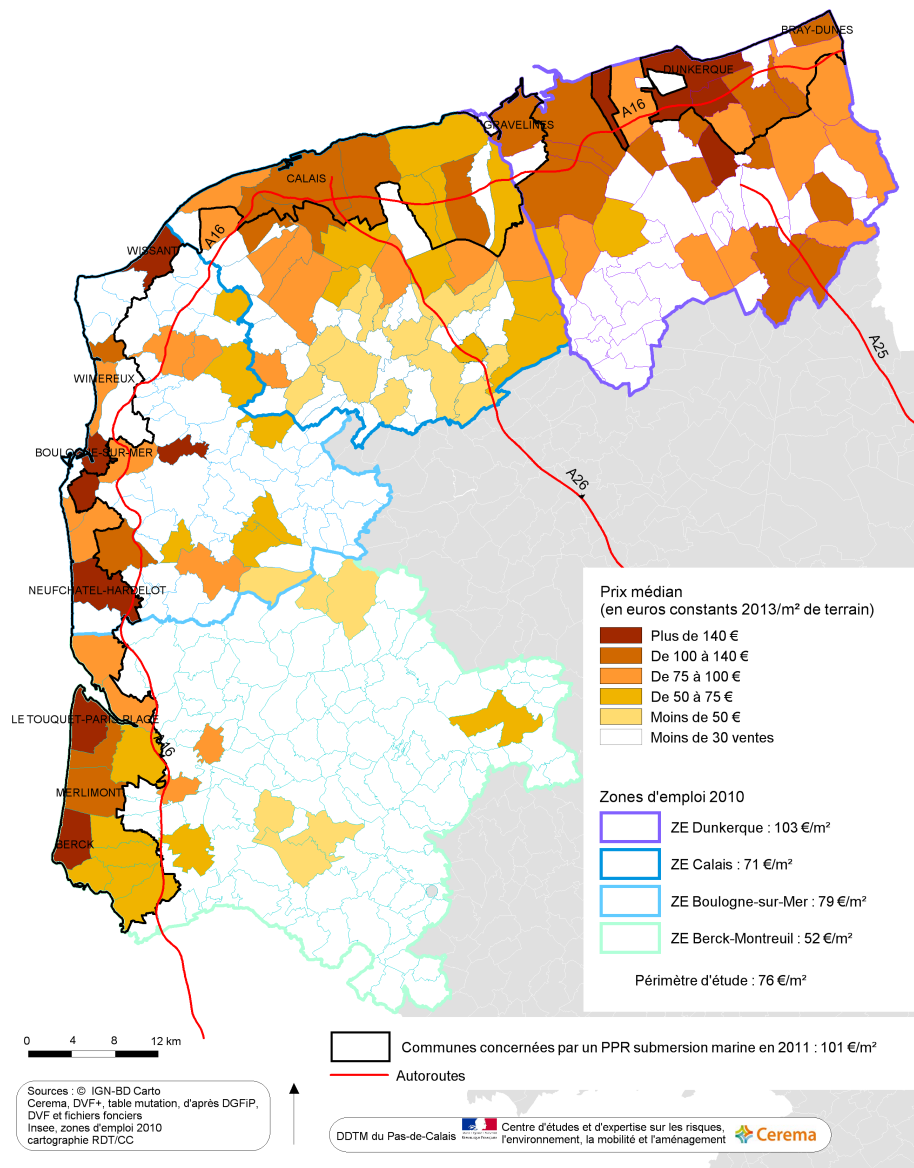 BRAY-DUNES
DUNKERQUE
A16
GRAVELINES
CALAIS
A16
WISSANT
A25
WIMEREUX
BOULOGNE-SUR-MER
A26
NEUFCHATEL-HARDELOT
LE TOUQUET-PARIS-PLAGE
16
MERLIMONT
BERCK
Prix médian
(en euros constants 2013/m² de terrain)
Plus de 140 €
De 100 à 140 €
De 75 à 100 €
De 50 à 75 €
Moins de 50 €
Moins de 30 ventes
Zones d'emploi 2010
ZE Dunkerque : 103 €/m²
ZE Calais : 71 €/m²
ZE Boulogne-sur-Mer : 79 €/m²
ZE Berck-Montreuil : 52 €/m²
Périmètre d'étude : 76 €/m²
0 4 8 12 km
Communes concernées par un PPR submersion marine en 2011 : 101 €/m²
Autoroutes
Sources : © IGN-BD Carto
Cerema, DVF+, table mutation, d'après DGFiP,
DVF et fichiers fonciers
Insee, zones d'emploi 2010
cartographie RDT/CC
DDTM du Pas-de-Calais
Centre d'études et d'expertise sur les risques,
l'environnement, la mobilité et l'aménagement
Cerema